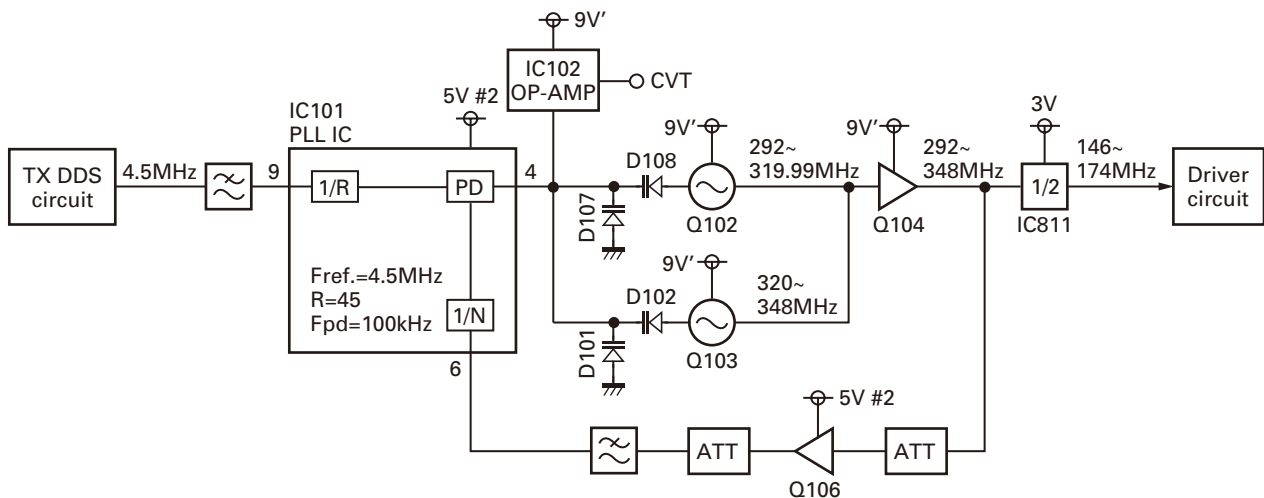 9V'
IC102
OP-AMP
CVT
5V #2
IC101
PLL IC
TX DDS
circuit
4.5MHz
9
1/R
PD
4
D108
D107
9V'
292~
319.99MHz
Q102
9V'
292~
348MHz
Q104
3V
1/2
IC811
146~
174MHz
Driver
circuit
Fref.=4.5MHz
R=45
Fpd=100kHz
1/N
6
D102
D101
9V'
320~
348MHz
Q103
5V #2
ATT
Q106
ATT